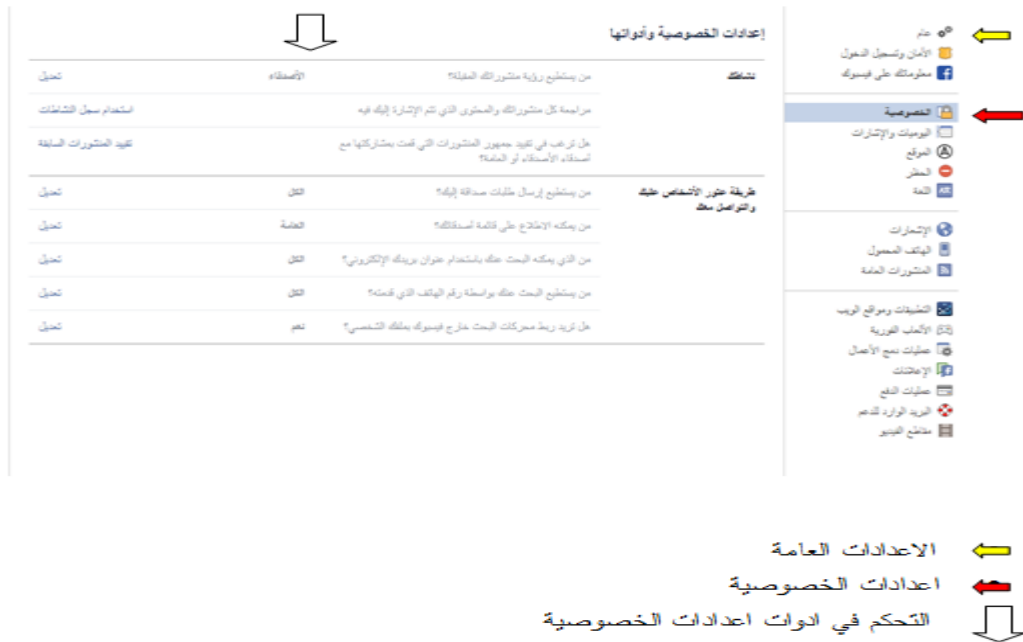 عام
الأمان وتسجيل الدخول
معلوماتك على فيسبوك
الخصوصية
اليوميات والإشارات
الموقع
الحظر
اللغة
الإشعارات
الهاتف المحمول
المنشورات العامة
التطبيقات ومواقع الويب
الألعاب الفورية
عمليات دمج الأعمال
الإعلانات
عمليات الدفع
البريد الوارد للدعم
مقاطع الفيديو
إعدادات الخصوصية وأدواتها
نشاطك من يستطيع رؤية منشوراتك المقبلة؟ الأصدقاء تعديل
مراجعة كل منشوراتك والمحتوى الذي تتم الإشارة إليك فيه استخدام سجل النشاطات
هل ترغب في تقييد جمهور المنشورات التي قمت بمشاركتها مع تقييد المنشورات السابقة
أصدقاء الأصدقاء أو العامة؟
طريقة عثور الأشخاص عليك من يستطيع إرسال طلبات صداقة إليك؟ الكل تعديل
والتواصل معك
من يمكنه الاطلاع على قائمة أصدقائك؟ العامة تعديل
من الذي يمكنه البحث عنك باستخدام عنوان بريدك الإلكتروني؟ الكل تعديل
من يستطيع البحث عنك بواسطة رقم الهاتف الذي قدمته؟ الكل تعديل
هل تريد ربط محركات البحث خارج فيسبوك بملفك الشخصي؟ نعم تعديل
الاعدادات العامة
اعدادات الخصوصية
التحكم في ادوات اعدادات الخصوصية